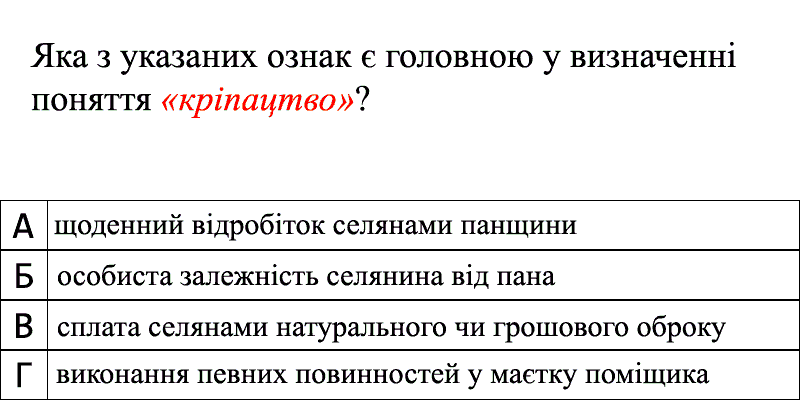 Яка з указаних ознак є головною у визначенні
поняття «кріпацтво»?
А щоденний відробіток селянами панщини
Б особиста залежність селянина від пана
В сплата селянами натурального чи грошового оброку
Г виконання певних повинностей у маєтку поміщика